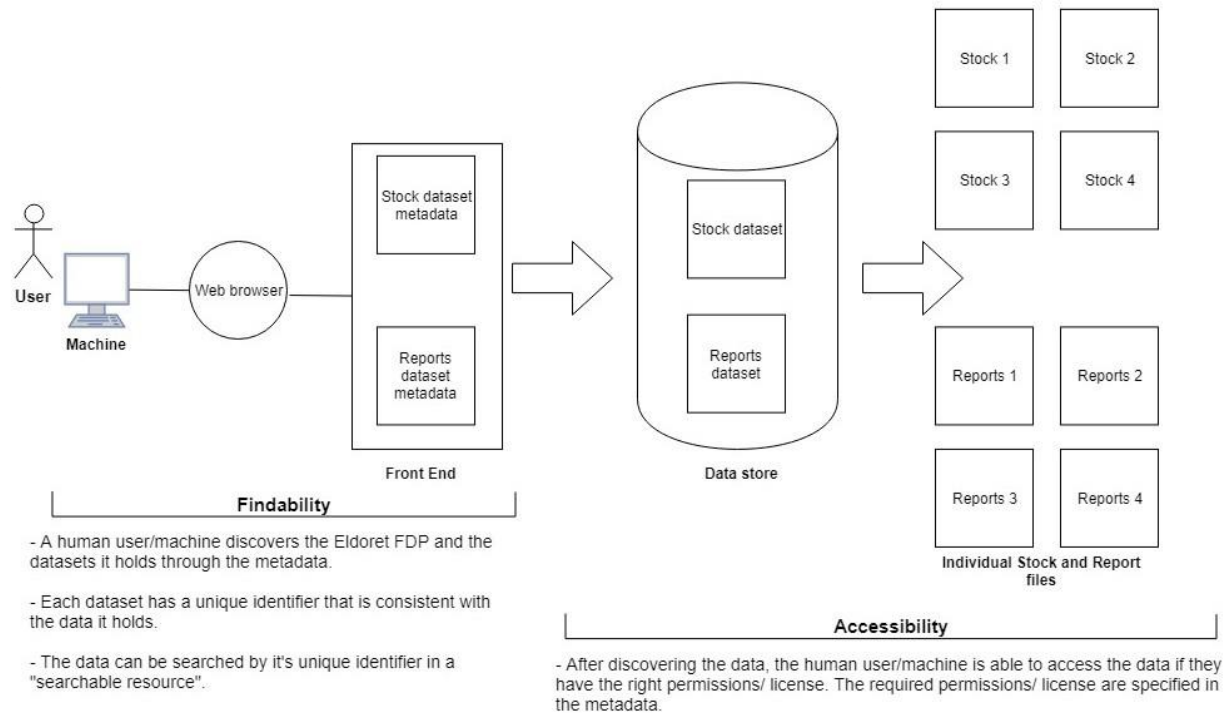 User
Machine
Web browser
Stock dataset
metadata
Reports
dataset
metadata
Front End
Stock dataset
Reports
dataset
Data store
Stock 1
Stock 2
Stock 3
Stock 4
Reports 1
Reports 2
Reports 3
Reports 4
Individual Stock and Report
files
Findability
- A human user/machine discovers the Eldoret FDP and the
datasets it holds through the metadata.
- Each dataset has a unique identifier that is consistent with
the data it holds.
- The data can be searched by it's unique identifier in a
"searchable resource".
Accessibility
- After discovering the data, the human user/machine is able to access the data if they
have the right permissions/ license. The required permissions/ license are specified in
the metadata.